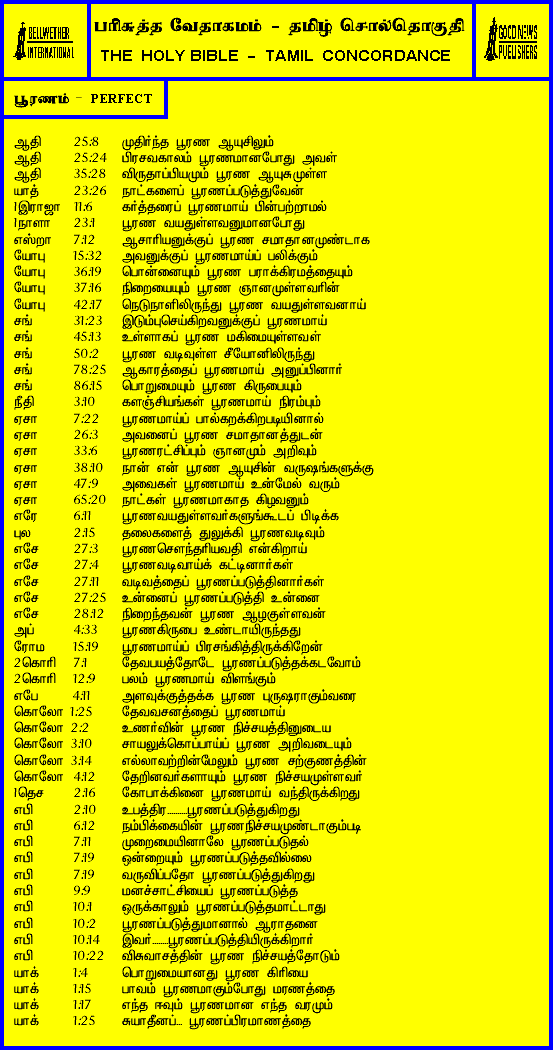 BELLWETHER
INTERNATIONAL
பரிசுத்த வேதாகமம் - தமிழ் சொல்தொகுதி
THE HOLY BIBLE - TAMIL CONCORDANCE
GOOD NEWS
PUBLISHERS
பூரணம் - PERFECT
ஆதி 25:8 முதிர்ந்த பூரண ஆயுசிலும்
ஆதி 25:24 பிரசவகாலம் பூரணமானபோது அவள்
ஆதி 35:28 விருதாப்பியமும் பூரண ஆயுசுமுள்ள
யாத் 23:26 நாட்களைப் பூரணப்படுத்துவேன்
1இராஜா 11:6 கர்த்தரைப் பூரணமாய் பின்பற்றாமல்
1நாளா 23:1 பூரண வயதுள்ளவனுமானபோது
எஸ்றா 7:12 ஆசாரியனுக்குப் பூரண சமாதானமுண்டாக
யோபு 15:32 அவனுக்குப் பூரணமாய்ப் பலிக்கும்
யோபு 36:19 பொன்னையும் பூரண பராக்கிரமத்தையும்
யோபு 37:16 நிறையையும் பூரண ஞானமுள்ளவரின்
யோபு 42:17 நெடுநாளிலிருந்து பூரண வயதுள்ளவனாய்
சங் 31:23 இடும்புசெய்கிறவனுக்குப் பூரணமாய்
சங் 45:13 உள்ளாகப் பூரண மகிமையுள்ளவள்
சங் 50:2 பூரண வடிவுள்ள சீயோனிலிருந்து
சங் 78:25 ஆகாரத்தைப் பூரணமாய் அனுப்பினார்
சங் 86:15 பொறுமையும் பூரண கிருபையும்
நீதி 3:10 களஞ்சியங்கள் பூரணமாய் நிரம்பும்
ஏசா 7:22 பூரணமாய்ப் பால்கறக்கிறபடியினால்
ஏசா 26:3 அவனைப் பூரண சமாதானத்துடன்
ஏசா 33:6 பூரணரட்சிப்பும் ஞானமும் அறிவும்
ஏசா 38:10 நான் என் பூரண ஆயுசின் வருஷங்களுக்கு
ஏசா 47:9 அவைகள் பூரணமாய் உன்மேல் வரும்
ஏசா 65:20 நாட்கள் பூரணமாகாத கிழவனும்
எரே 6:11 பூரணவயதுள்ளவர்களுங்கூடப் பிடிக்க
புல 2:15 தலைகளைத் துலுக்கி பூரணவடிவும்
எசே 27:3 பூரணசௌந்தரியவதி என்கிறாய்
எசே 27:4 பூரணவடிவாய்க் கட்டினார்கள்
எசே 27:11 வடிவத்தைப் பூரணப்படுத்தினார்கள்
எசே 27:25 உன்னைப் பூரணப்படுத்தி உன்னை
எசே 28:12 நிறைந்தவன் பூரண ஆழகுள்ளவன்
அப் 4:33 பூரணகிருபை உண்டாயிருந்தது
ரோம 15:19 பூரணமாய்ப் பிரசங்கித்திருக்கிறேன்
2கொரி 7:1 தேவபயத்தோடே பூரணப்படுத்தக்கடவோம்
2கொரி 12:9 பலம் பூரணமாய் விளங்கும்
எபே 4:11 அளவுக்குத்தக்க பூரண புருஷராகும்வரை
கொலோ 1:25 தேவவசனத்தைப் பூரணமாய்
கொலோ 2:2 உணர்வின் பூரண நிச்சயத்தினுடைய
கொலோ 3:10 சாயலுக்கொப்பாய்ப் பூரண அறிவடையும்
கொலோ 3:14 எல்லாவற்றின்மேலும் பூரண சற்குணத்தின்
கொலோ 4:12 தேறினவர்களாயும் பூரண நிச்சயமுள்ளவர்
1தெச 2:16 கோபாக்கினை பூரணமாய் வந்திருக்கிறது
எபி 2:10 உபத்திர.........பூரணப்படுத்துகிறது
எபி 6:12 நம்பிக்கையின் பூரணநிச்சயமுண்டாகும்படி
எபி 7:11 முறைமையினாலே பூரணப்படுதல்
எபி 7:19 ஒன்றையும் பூரணப்படுத்தவில்லை
எபி 7:19 வருவிப்பதோ பூரணப்படுத்துகிறது
எபி 9:9 மனச்சாட்சியைப் பூரணப்படுத்த
எபி 10:1 ஒருக்காலும் பூரணப்படுத்தமாட்டாது
எபி 10:2 பூரணப்படுத்துமானால் ஆராதனை
எபி 10:14 இவர்.......பூரணப்படுத்தியிருக்கிறார்
எபி 10:22 விசுவாசத்தின் பூரண நிச்சயத்தோடும்
யாக் 1:4 பொறுமையானது பூரண கிரியை
யாக் 1:15 பாவம் பூரணமாகும்போது மரணத்தை
யாக் 1:17 எந்த ஈவும் பூரணமான எந்த வரமும்
யாக் 1:25 சுயாதீனப்... பூரணப்பிரமாணத்தை